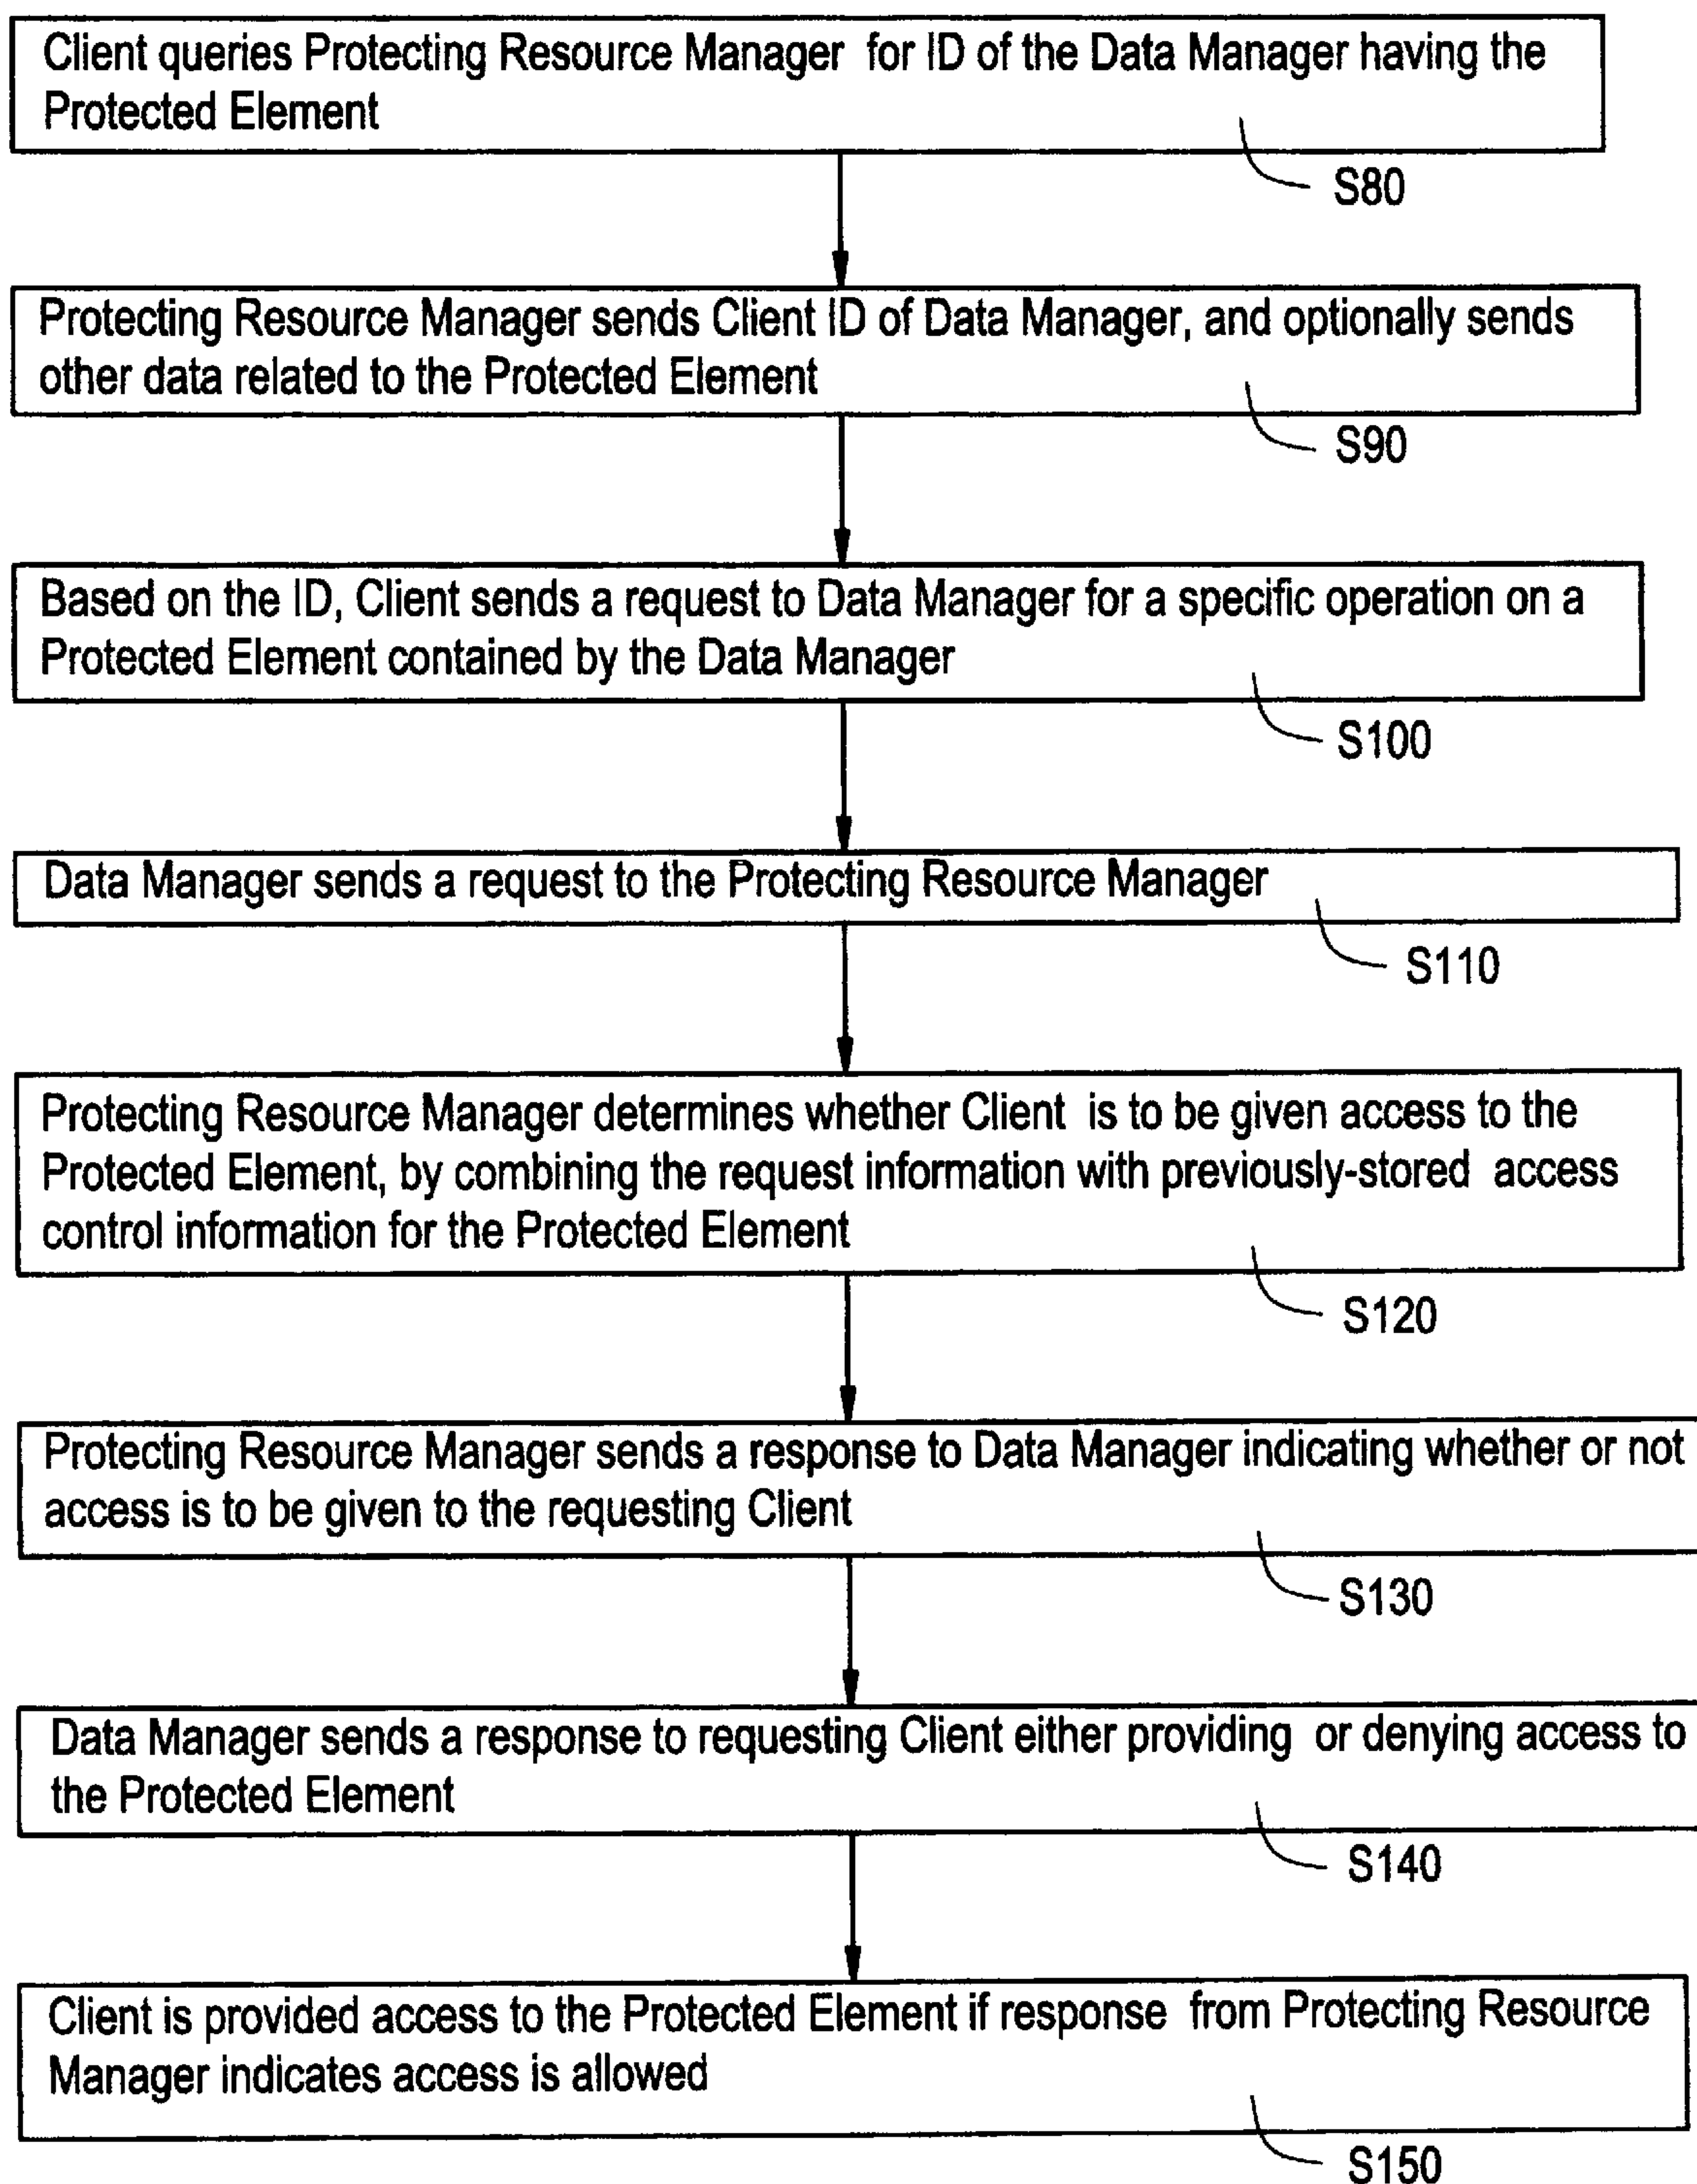 Client queries Protecting Resource Manager for ID of the Data Manager having the
Protected Element
S80
Protecting Resource Manager sends Client ID of Data Manager, and optionally sends
other data related to the Protected Element
S90
Based on the ID, Client sends a request to Data Manager for a specific operation on a
Protected Element contained by the Data Manager
S100
Data Manager sends a request to the Protecting Resource Manager
S110
Protecting Resource Manager determines whether Client is to be given access to the
Protected Element, by combining the request information with previously-stored access
control information for the Protected Element
S120
Protecting Resource Manager sends a response to Data Manager indicating whether or not
access is to be given to the requesting Client
S130
Data Manager sends a response to requesting Client either providing or denying access to
the Protected Element
S140
Client is provided access to the Protected Element if response from Protecting Resource
Manager indicates access is allowed
S150